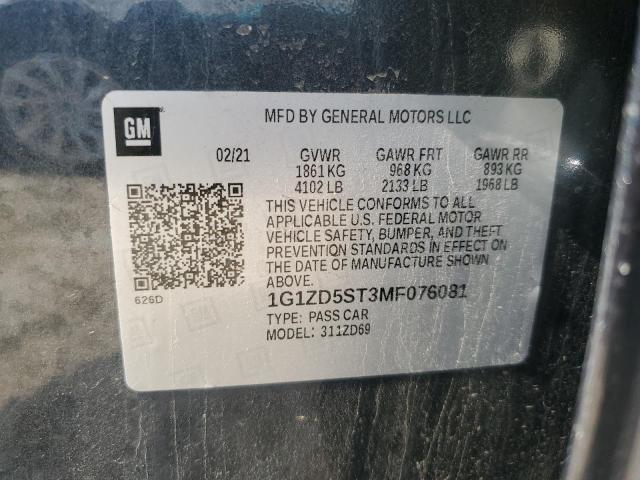 GM
MFD BY GENERAL MOTORS LLC
02/21 GVWR GAWR FRT GAWR RR
1861 KG 968 KG 893 KG
4102 LB 2133 LB 1968 LB
THIS VEHICLE CONFORMS TO ALL
APPLICABLE U.S. FEDERAL MOTOR
VEHICLE SAFETY, BUMPER, AND THEFT
PREVENTION STANDARDS IN EFFECT ON
THE DATE OF MANUFACTURE SHOWN
ABOVE.
1G1ZD5ST3MF076081
626D
TYPE: PASS CAR
MODEL: 311ZD69